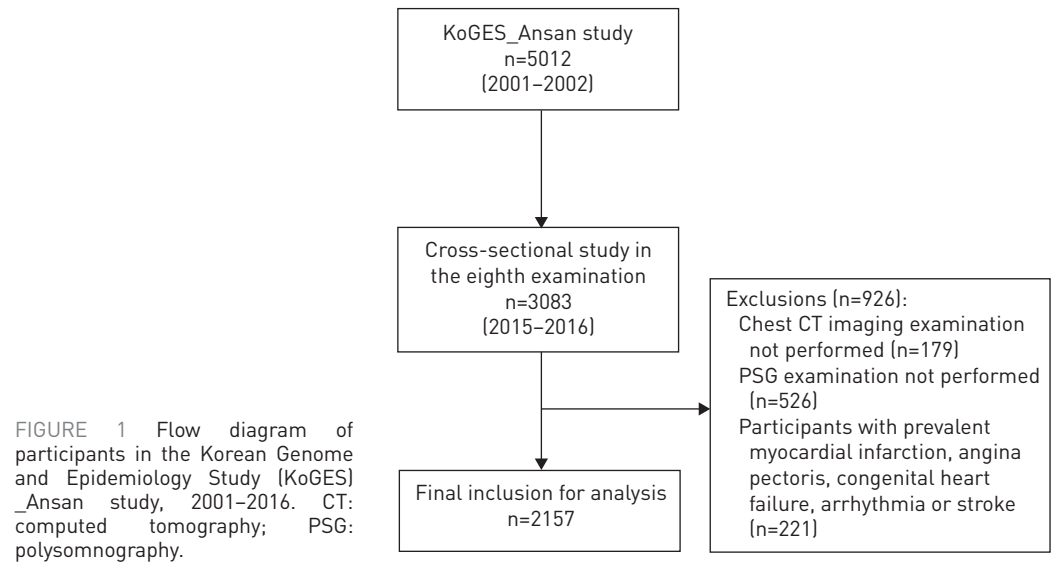 KoGES_Ansan study
n=5012
(2001–2002)
Cross-sectional study in
the eighth examination
n=3083
(2015–2016)
Exclusions (n=926):
Chest CT imaging examination
not performed (n=179)
PSG examination not performed
(n=526)
Participants with prevalent
myocardial infarction, angina
pectoris, congenital heart
failure, arrhythmia or stroke
(n=221)
Final inclusion for analysis
n=2157
FIGURE 1 Flow diagram of
participants in the Korean Genome
and Epidemiology Study (KoGES)
_Ansan study, 2001–2016. CT:
computed tomography; PSG:
polysomnography.